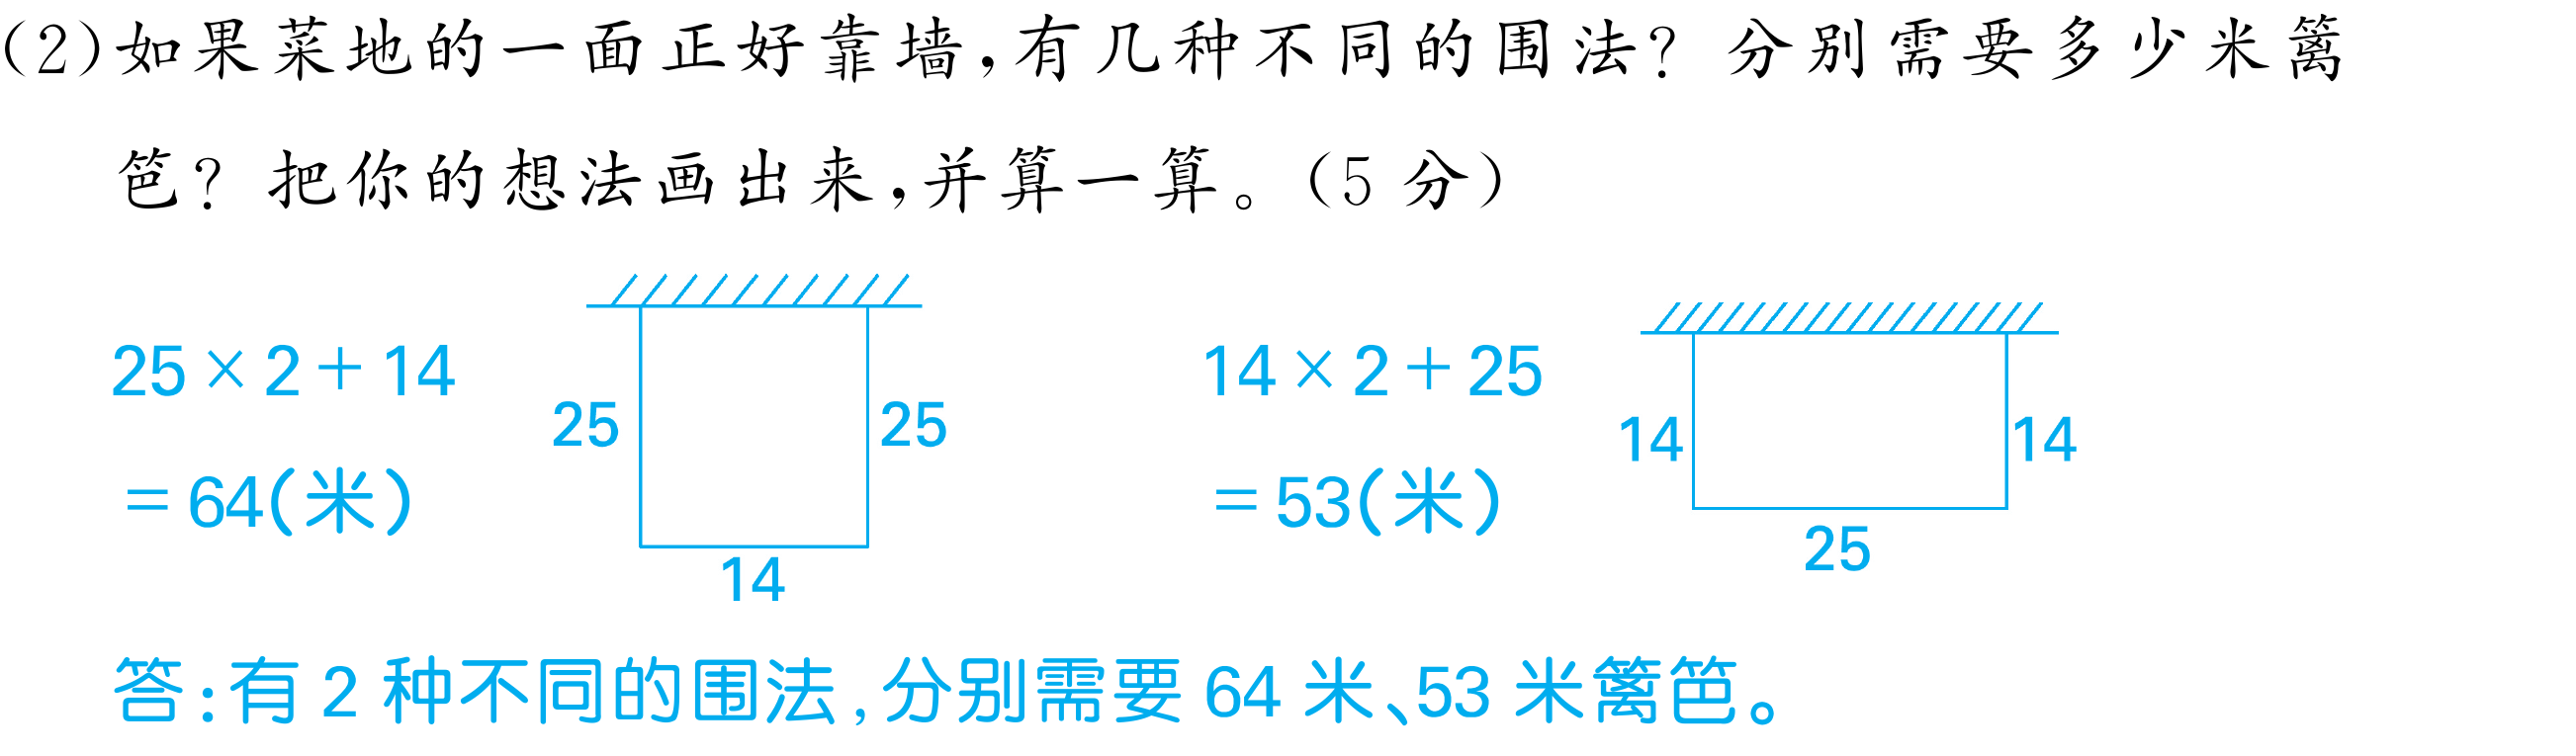 (2)如果菜地的一面正好靠墙,有几种不同的围法? 分别需要多少米篱
笆? 把你的想法画出来,并算一算。(5 分)
25×2+14
=64(米)
25
25
14
14×2+25
=53(米)
14
14
25
答:有 2 种不同的围法,分别需要 64 米、53 米篱笆。